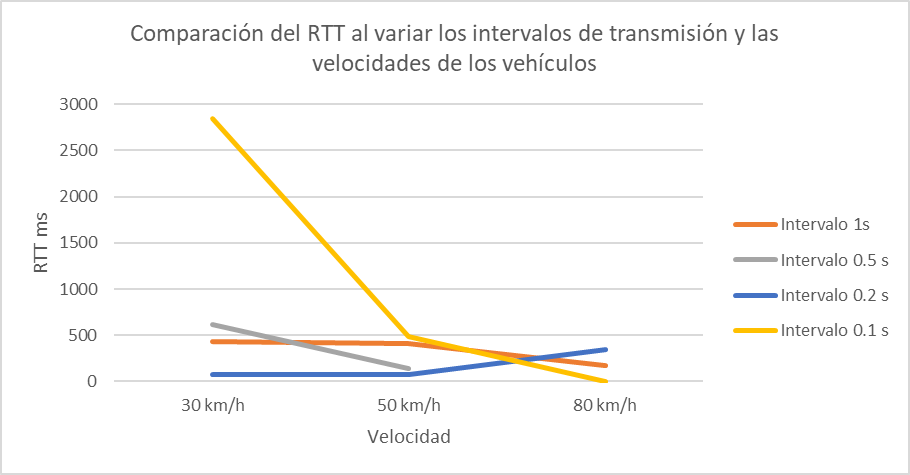 Comparación del RTT al variar los intervalos de transmisión y las
velocidades de los vehículos
3000
2500
2000
1500
1000
500
0
RTT ms
30 km/h
50 km/h
80 km/h
Velocidad
Intervalo 1s
Intervalo 0.5 s
Intervalo 0.2 s
Intervalo 0.1 s